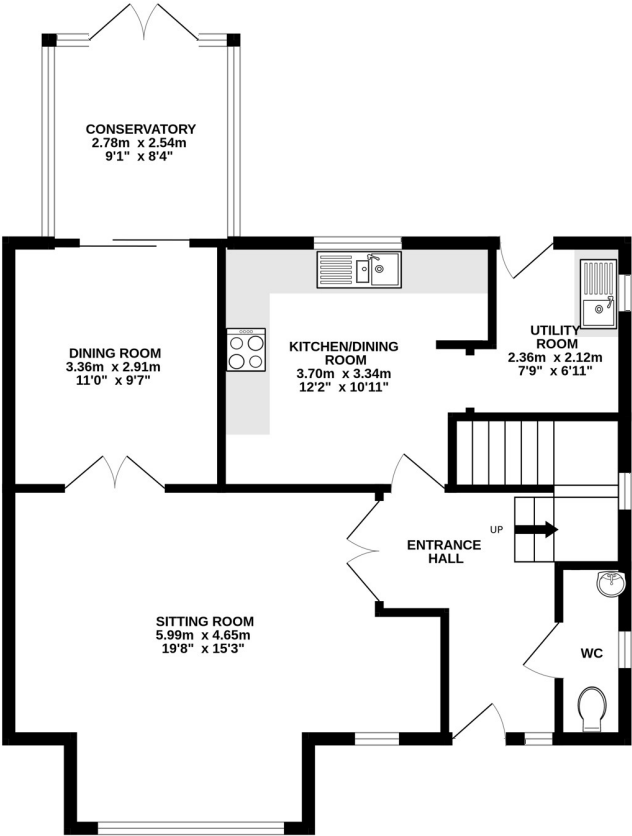 CONSERVATORY
2.78m x 2.54m
9'1" x 8'4"
DINING ROOM
3.36m x 2.91m
11'0" x 9'7"
KITCHEN/DINING
ROOM
3.70m x 3.34m
12'2" x 10'11"
UTILITY
ROOM
2.36m x 2.12m
7'9" x 6'11"
UP
ENTRANCE
HALL
SITTING ROOM
5.99m x 4.65m
19'8" x 15'3"
WC